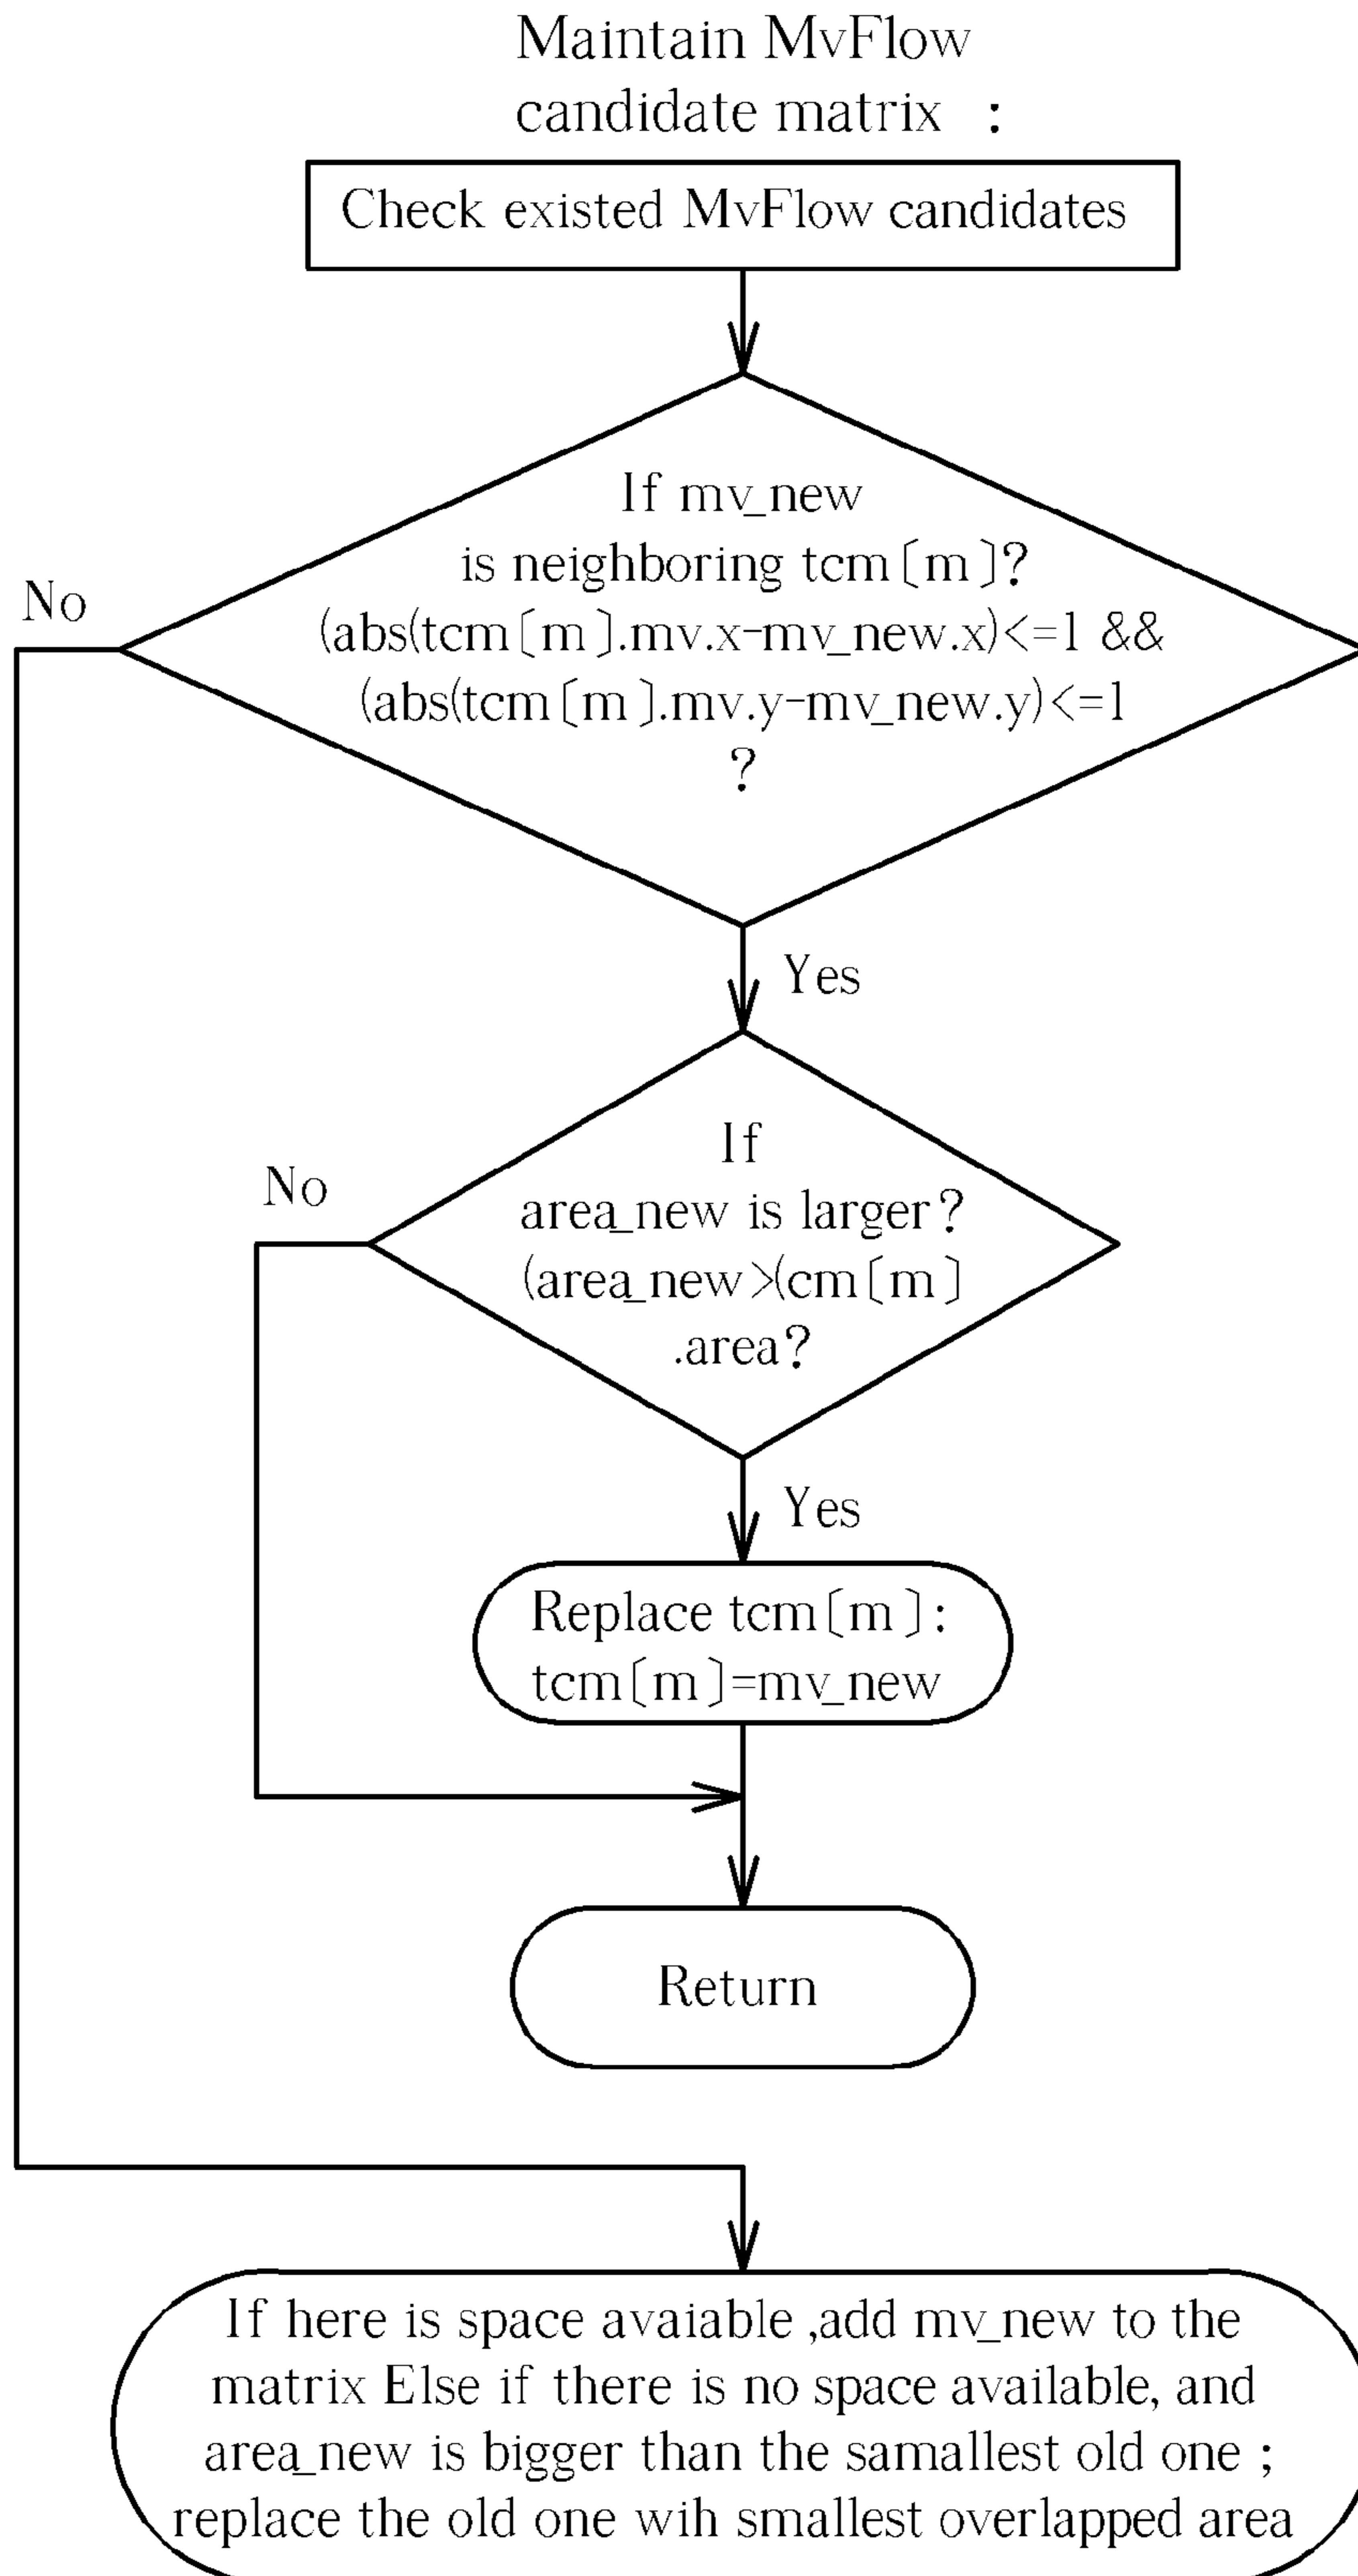 Maintain MvFlow
candidate matrix :
Check existed MvFlow candidates
If mv_new
is neighboring tcm[m]?
(abs(tcm[m].mv.x-mv_new.x)<=1 &&
(abs(tcm[m].mv.y-mv_new.y)<=1
?
No
Yes
If
area_new is larger?
(area_new>(cm[m]
.area?
No
Yes
Replace tcm[m]:
tcm[m]=mv_new
Return
If here is space avaiable ,add mv_new to the
matrix Else if there is no space available, and
area_new is bigger than the samallest old one ;
replace the old one wih smallest overlapped area